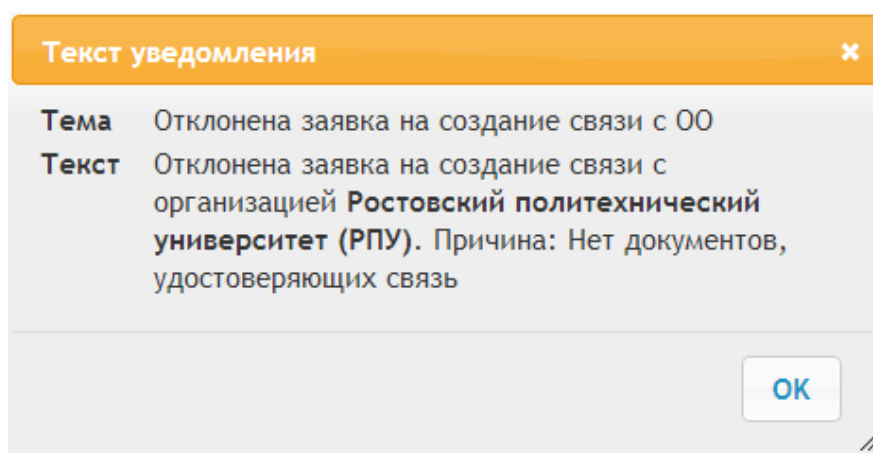 Текст уведомления
Тема Отклонена заявка на создание связи с ОО
Текст Отклонена заявка на создание связи с
организацией Ростовский политехнический
университет (РПУ). Причина: Нет документов,
удостоверяющих связь
ОК